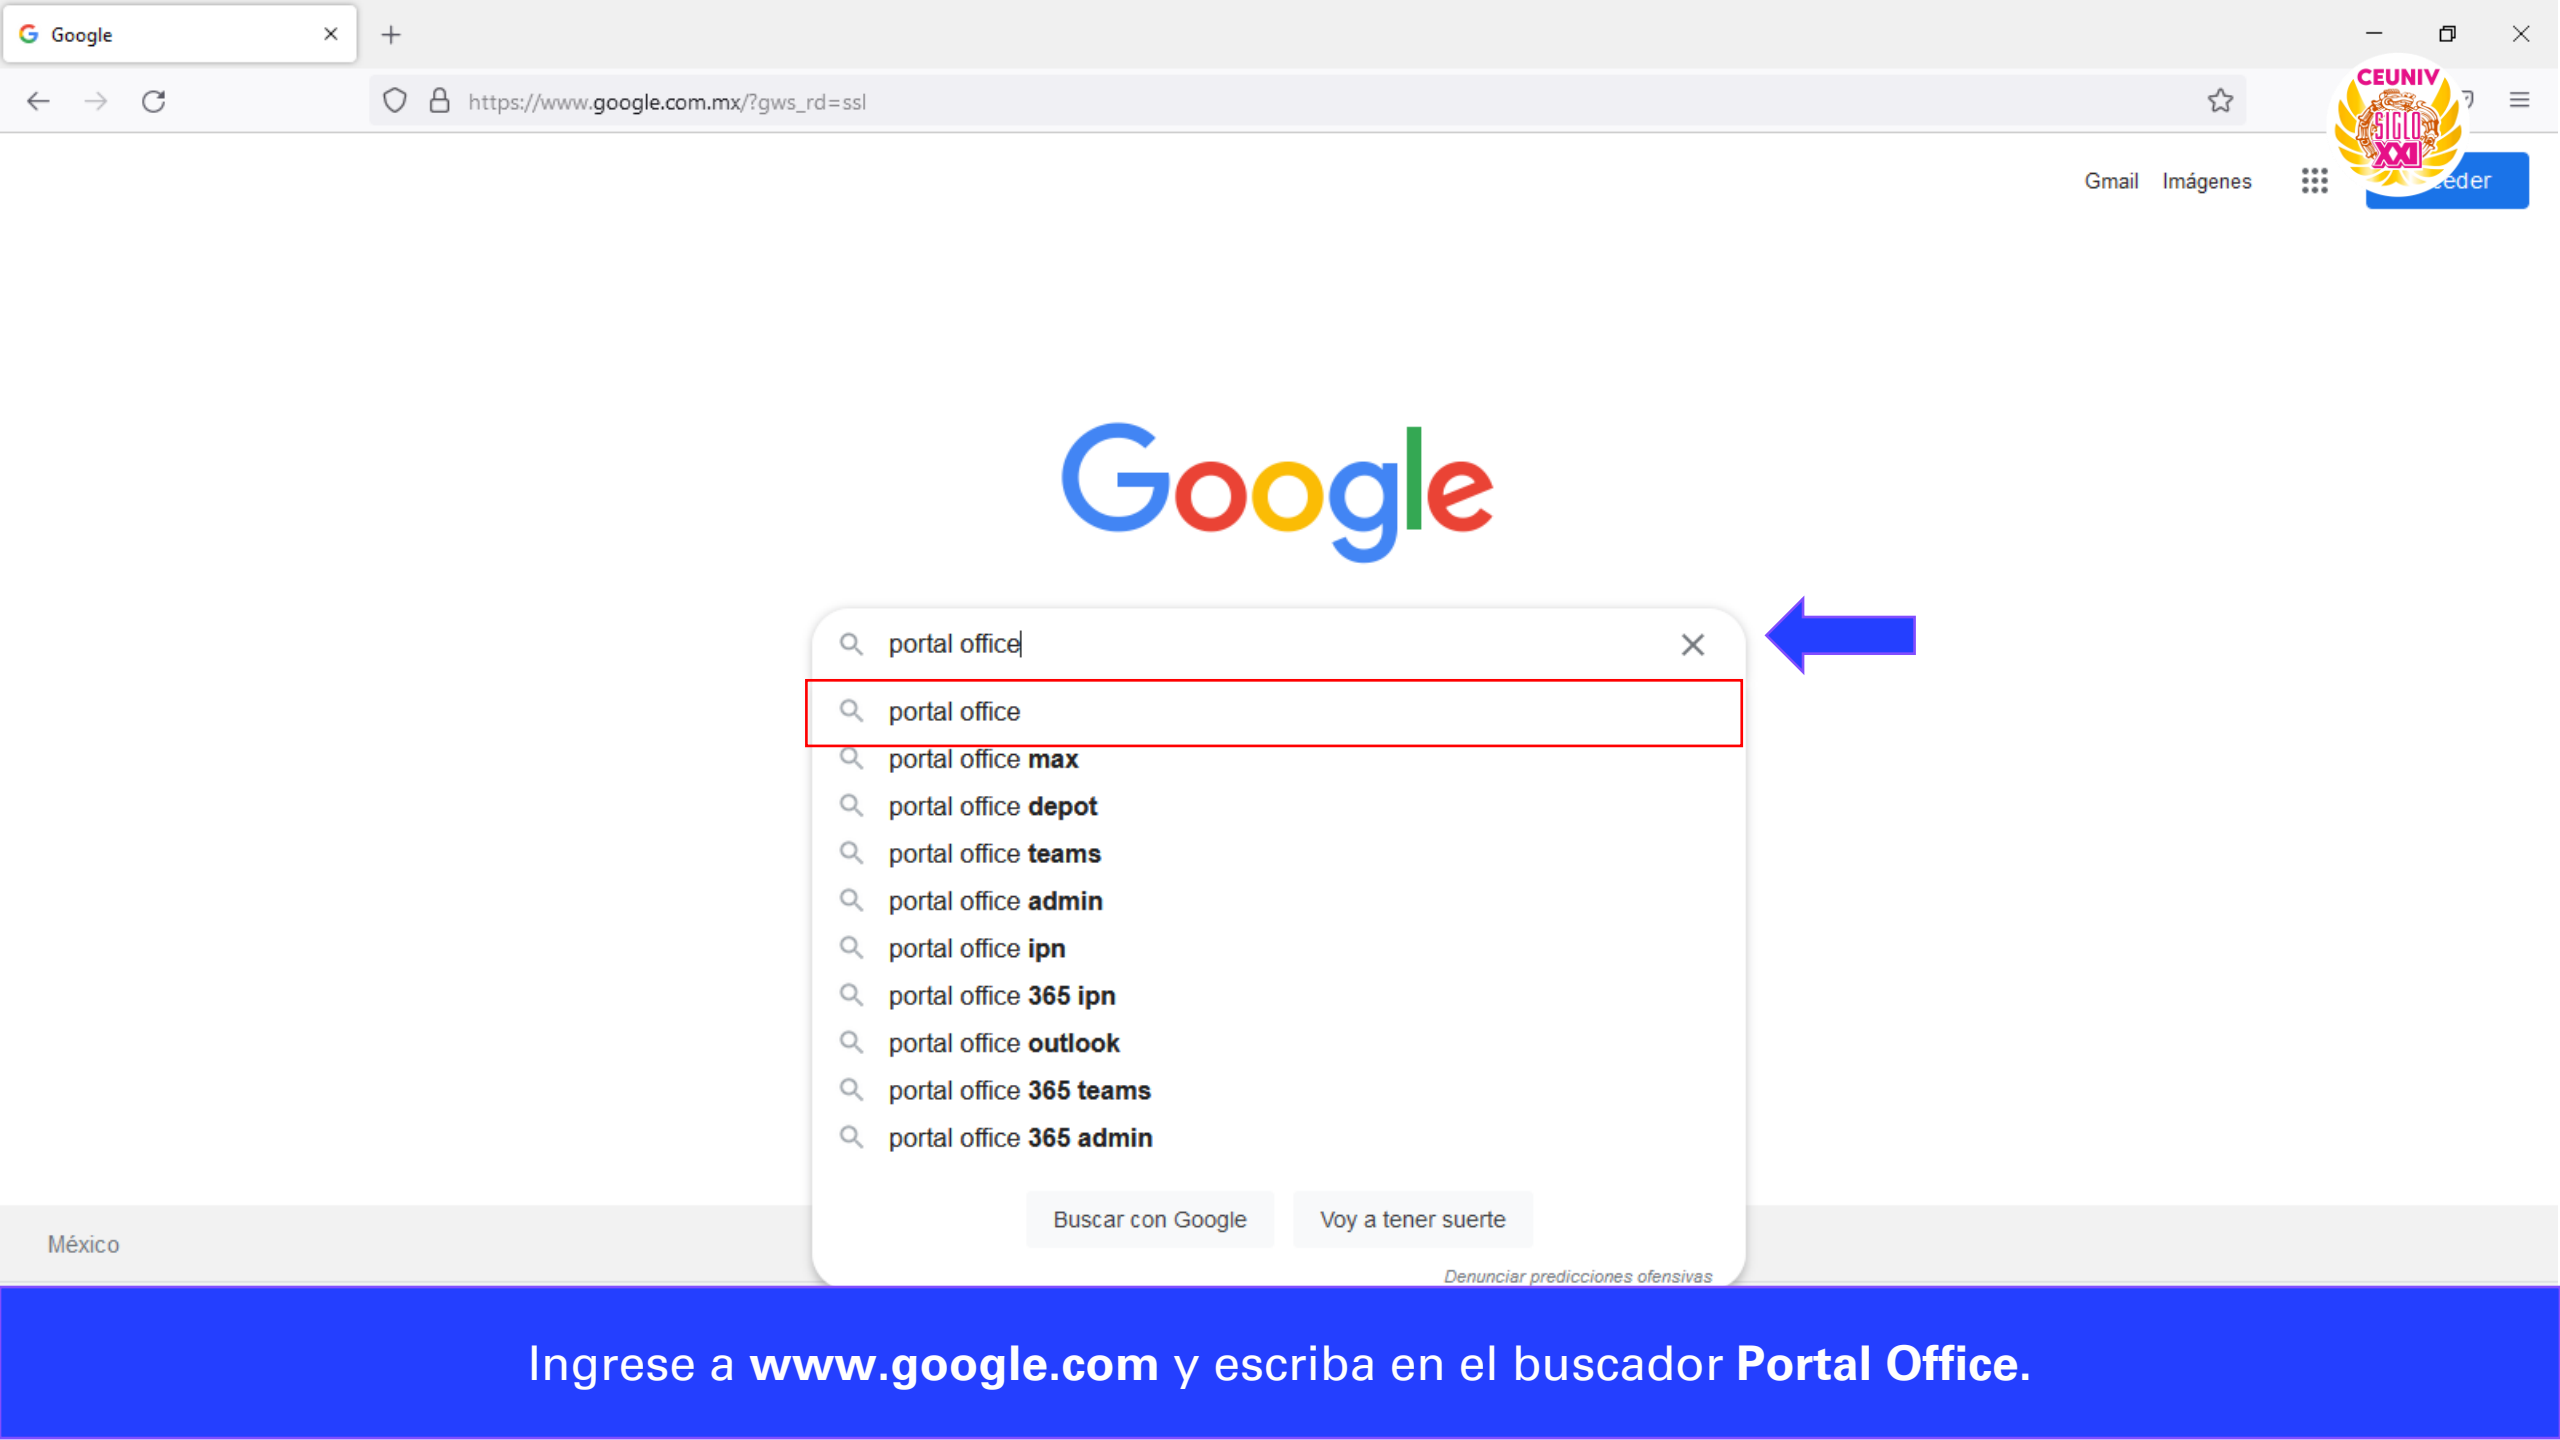 Google
https://www.google.com.mx/?gws_rd=ssl
CEUNIV
SIGLO
XXI
Gmail Imágenes
eder
Google
portal office
portal office
portal office max
portal office depot
portal office teams
portal office admin
portal office ipn
portal office 365 ipn
portal office outlook
portal office 365 teams
portal office 365 admin
Buscar con Google Voy a tener suerte
México
Denunciar predicciones ofensivas
Ingrese a www.google.com y escriba en el buscador Portal Office.